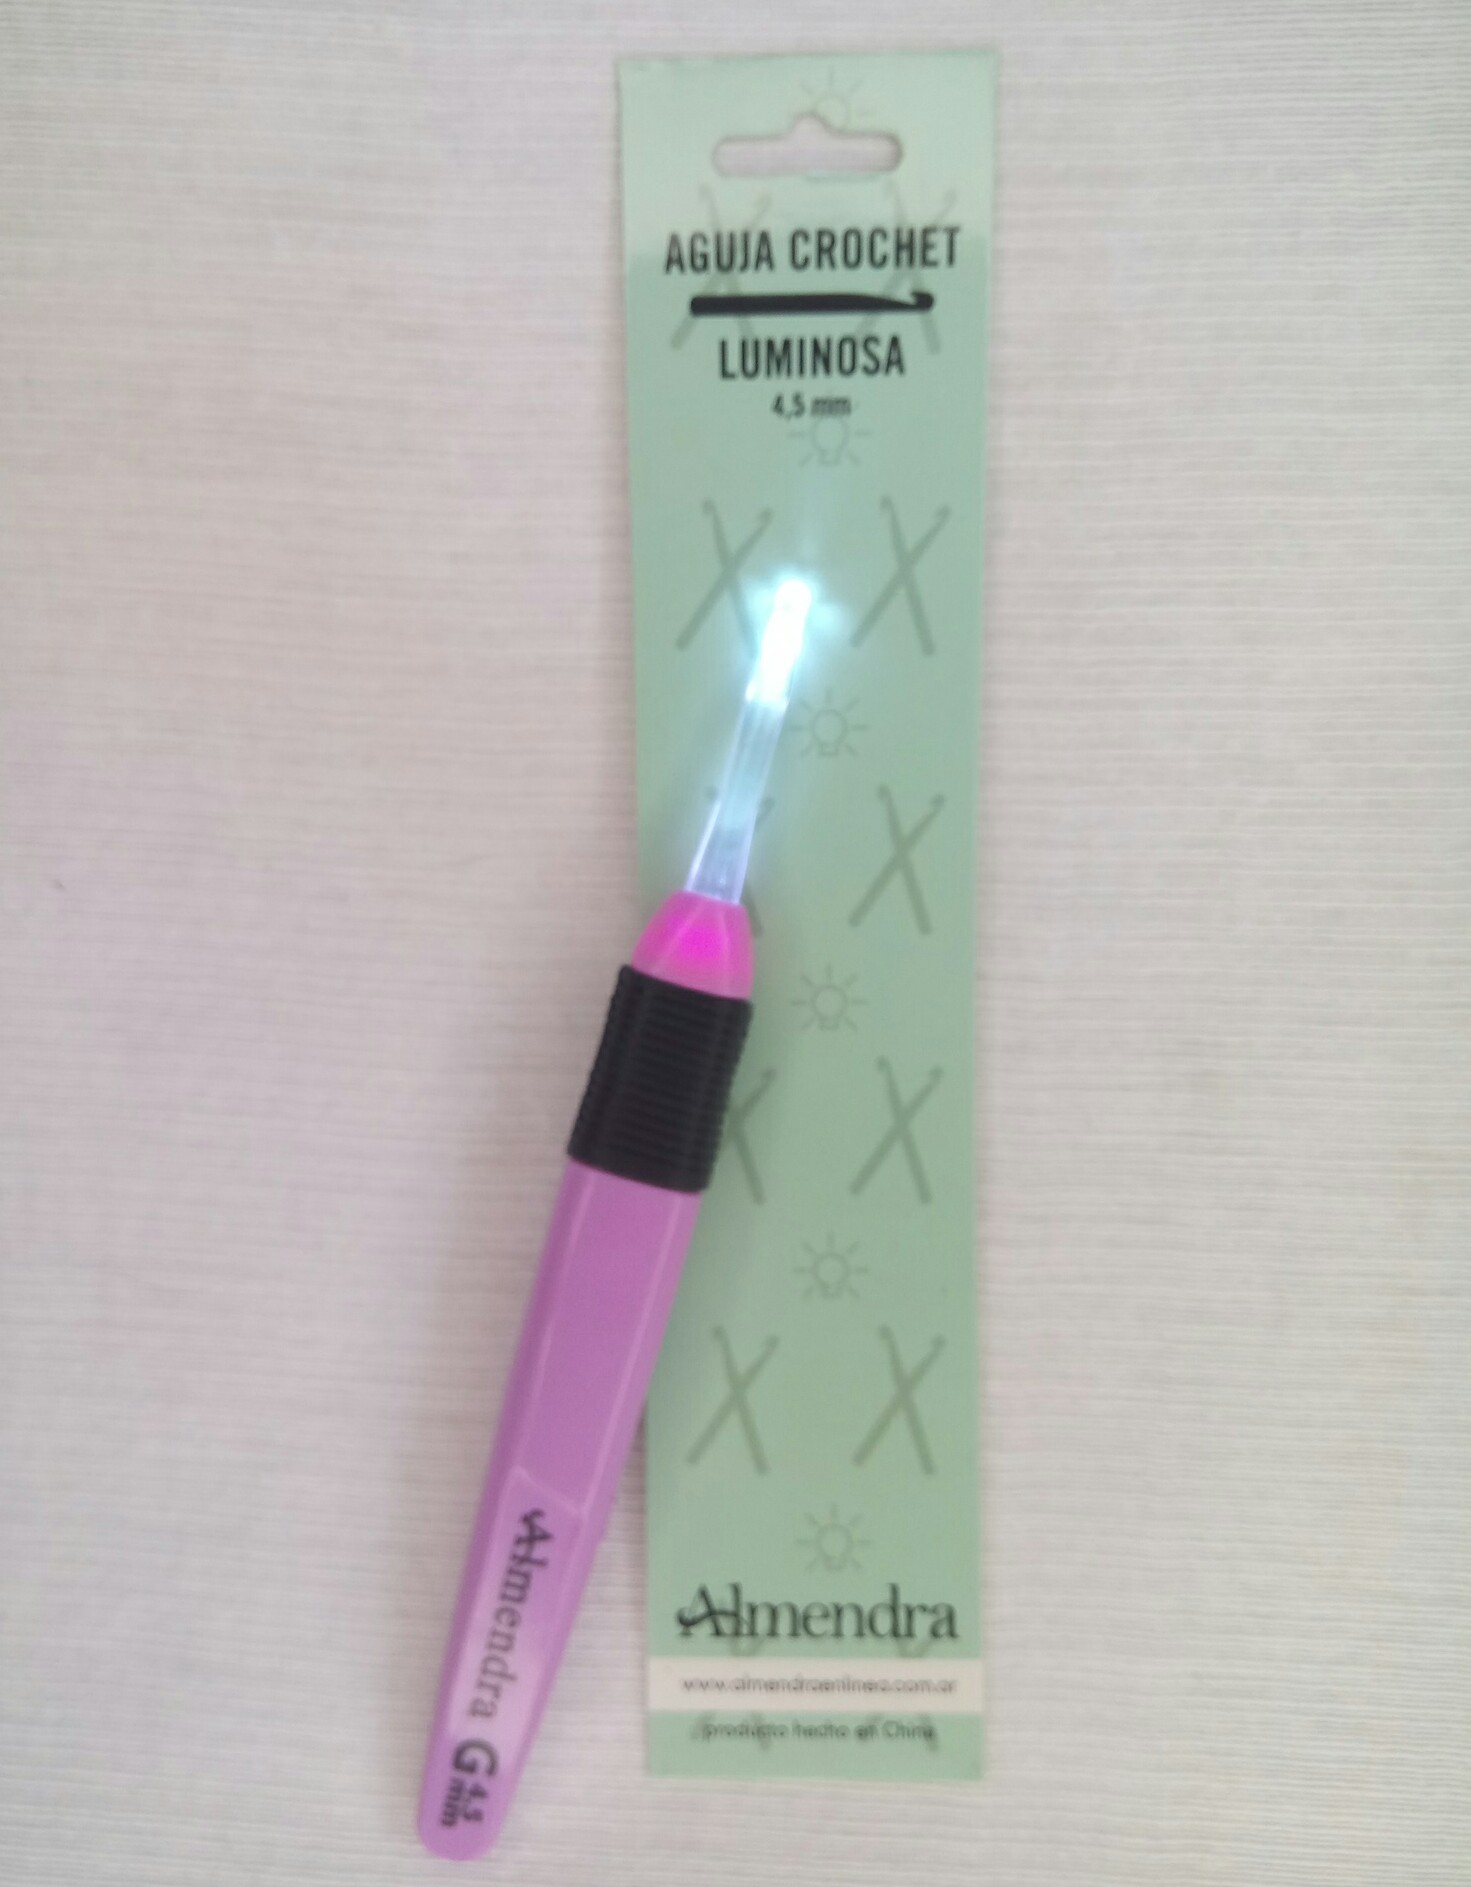 AGUJA CROCHET
LUMINOSA
4,5 mm
Almendra
www.almendraenlinea.com.ar
producto hecho en China
Almendra G 4.5 mm